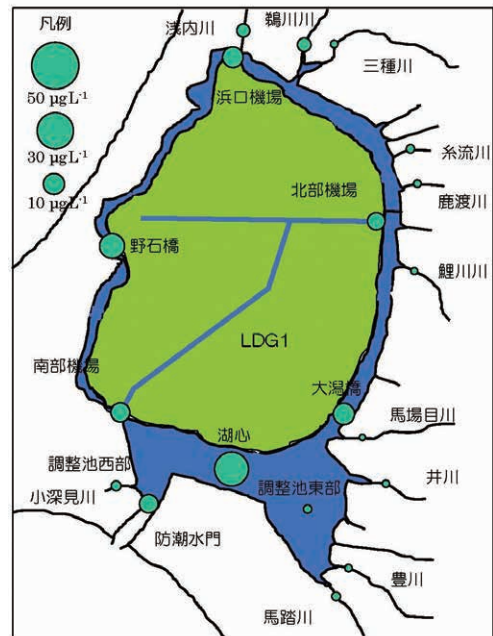 凡例
50 µgL⁻¹
30 µgL⁻¹
10 µgL⁻¹
浅内川
鵜川川
三種川
浜口機場
糸流川
北部機場
鹿渡川
野石橋
鯉川川
LDG1
南部機場
大潟橋
馬場目川
湖心
調整池西部
調整池東部
井川
小深見川
防潮水門
豊川
馬踏川